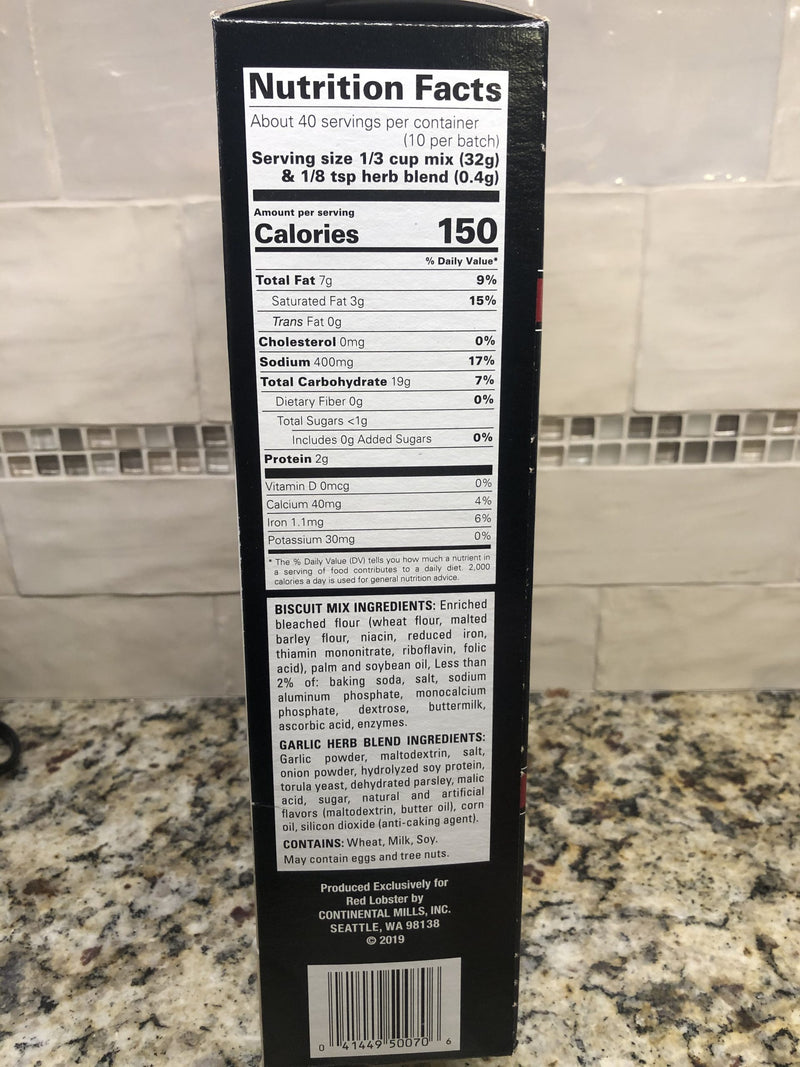 Nutrition Facts
About 40 servings per container
(10 per batch)
Serving size 1/3 cup mix (32g)
& 1/8 tsp herb blend (0.4g)
Amount per serving
Calories 150
% Daily Value*
Total Fat 7g 9%
Saturated Fat 3g 15%
Trans Fat 0g
Cholesterol 0mg 0%
Sodium 400mg 17%
Total Carbohydrate 19g 7%
Dietary Fiber 0g 0%
Total Sugars <1g
Includes 0g Added Sugars 0%
Protein 2g
Vitamin D 0mcg 0%
Calcium 40mg 4%
Iron 1.1mg 6%
Potassium 30mg 0%
* The % Daily Value (DV) tells you how much a nutrient in
a serving of food contributes to a daily diet. 2,000
calories a day is used for general nutrition advice.
BISCUIT MIX INGREDIENTS: Enriched
bleached flour (wheat flour, malted
barley flour, niacin, reduced iron,
thiamin mononitrate, riboflavin, folic
acid), palm and soybean oil, Less than
2% of: baking soda, salt, sodium
aluminum phosphate, monocalcium
phosphate, dextrose, buttermilk,
ascorbic acid, enzymes.
GARLIC HERB BLEND INGREDIENTS:
Garlic powder, maltodextrin, salt,
onion powder, hydrolyzed soy protein,
torula yeast, dehydrated parsley, malic
acid, sugar, natural and artificial
flavors (maltodextrin, butter oil), corn
oil, silicon dioxide (anti-caking agent).
CONTAINS: Wheat, Milk, Soy.
May contain eggs and tree nuts.
Produced Exclusively for
Red Lobster by
CONTINENTAL MILLS, INC.
SEATTLE, WA 98138
© 2019
0 41449 50070 6